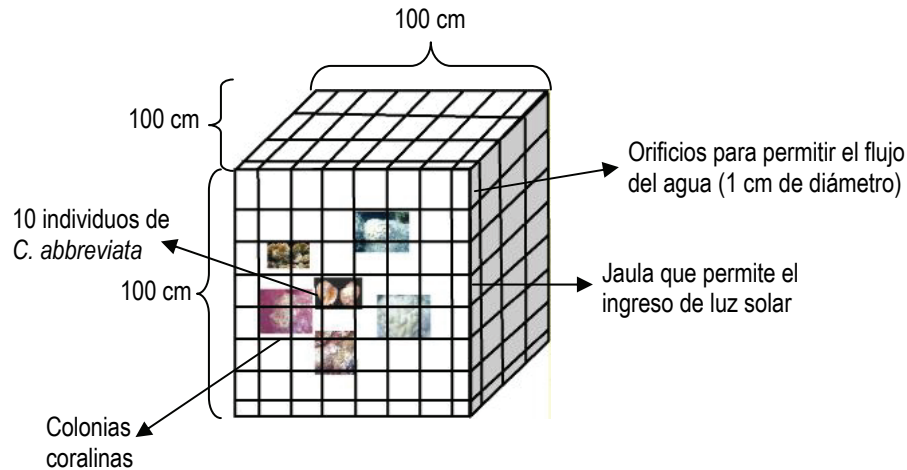 100 cm
100 cm
Orificios para permitir el flujo
del agua (1 cm de diámetro)
10 individuos de
C. abbreviata
100 cm
Jaula que permite el
ingreso de luz solar
Colonias
coralinas